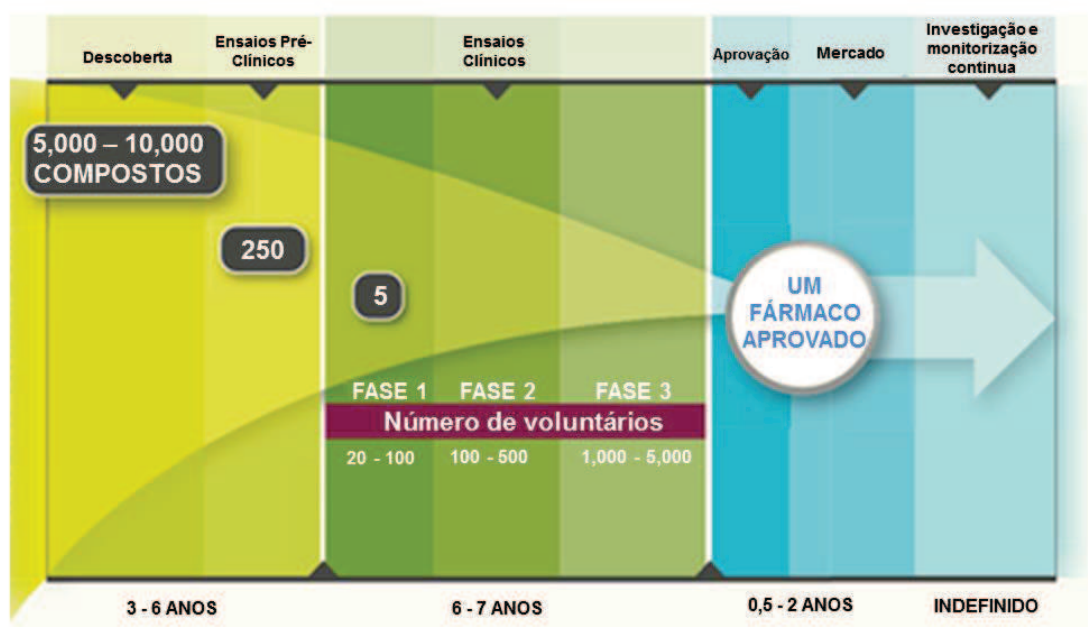 Descoberta
Ensaios Pré-
Clínicos
Ensaios
Clínicos
Aprovação
Mercado
Investigação e
monitorização
continua
5,000 – 10,000
COMPOSTOS
250
5
UM
FÁRMACO
APROVADO
FASE 1
FASE 2
FASE 3
Número de voluntários
20 - 100
100 - 500
1,000 - 5,000
3 - 6 ANOS
6 - 7 ANOS
0,5 - 2 ANOS
INDEFINIDO